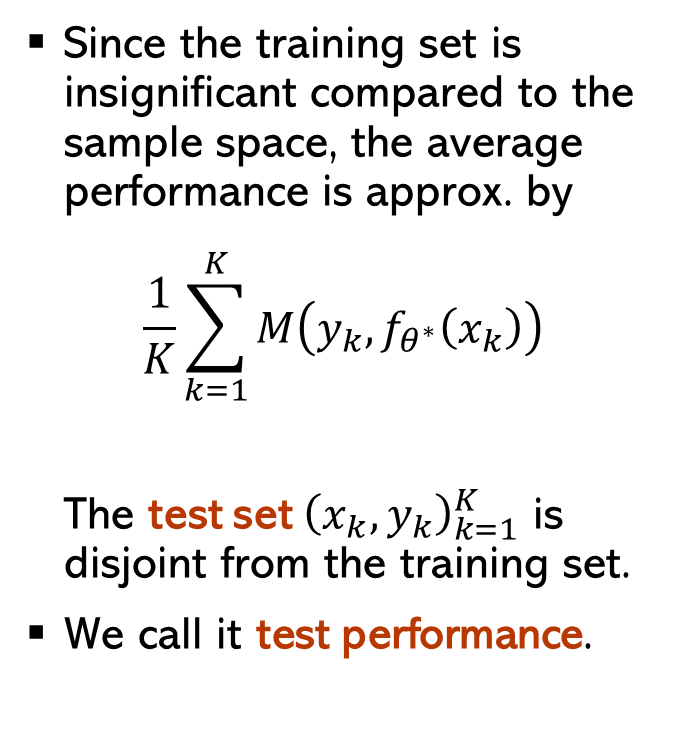 ▪ Since the training set is
insignificant compared to the
sample space, the average
performance is approx. by
$\frac{1}{K}\sum_{k=1}^{K} M(y_k, f_{\theta^*}(x_k))$
The test set $(x_k, y_k)_{k=1}^{K}$ is
disjoint from the training set.
▪ We call it test performance.